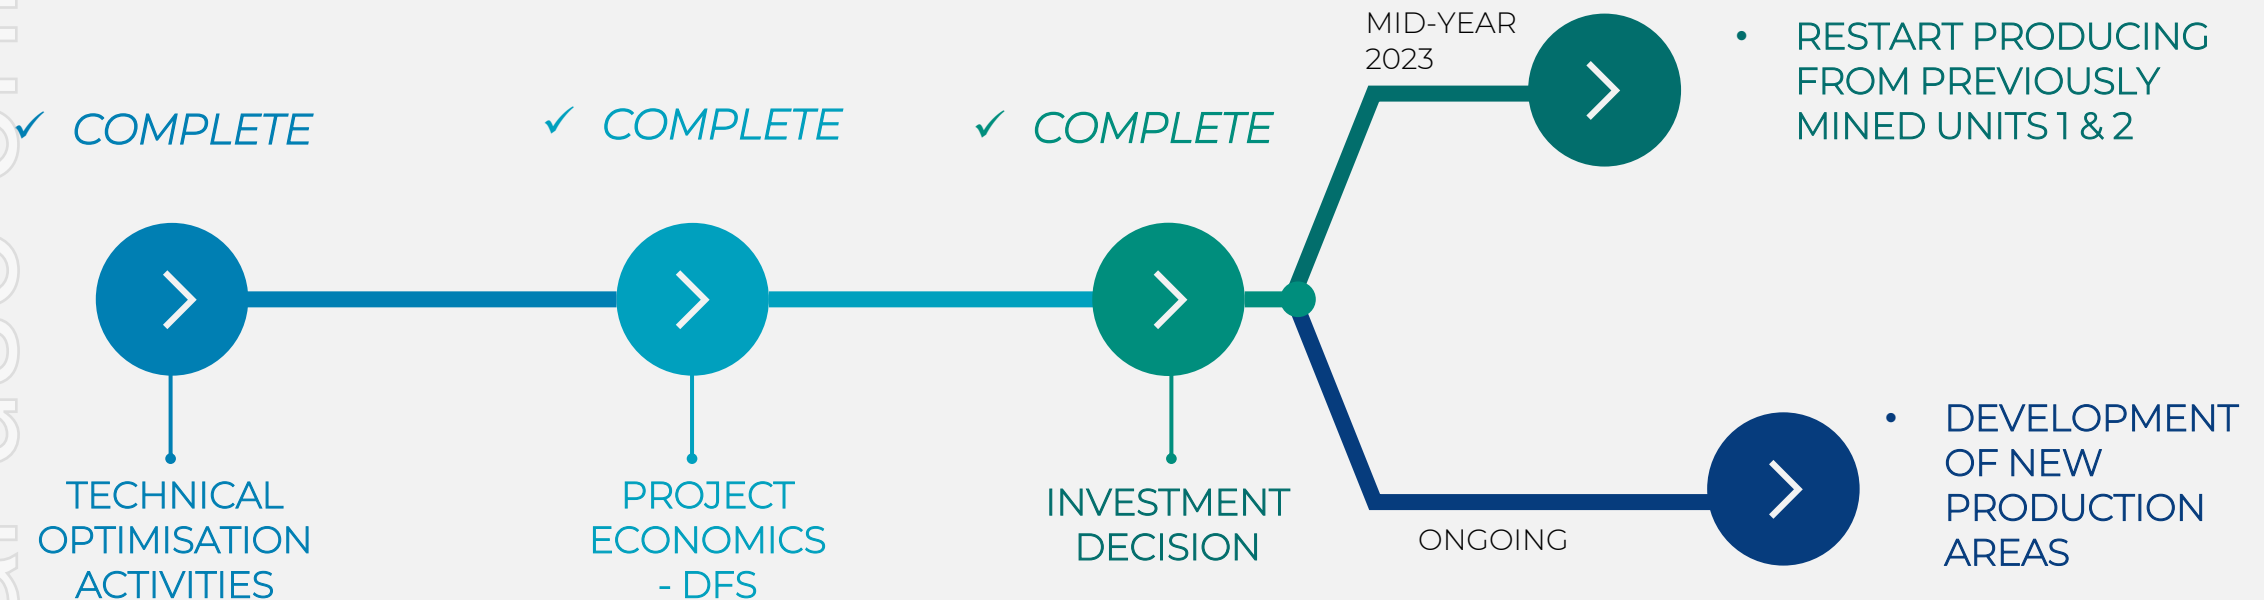 ✓ COMPLETE
✓ COMPLETE
✓ COMPLETE
TECHNICAL
OPTIMISATION
ACTIVITIES
PROJECT
ECONOMICS
- DFS
INVESTMENT
DECISION
MID-YEAR
2023
• RESTART PRODUCING
FROM PREVIOUSLY
MINED UNITS 1 & 2
ONGOING
• DEVELOPMENT
OF NEW
PRODUCTION
AREAS